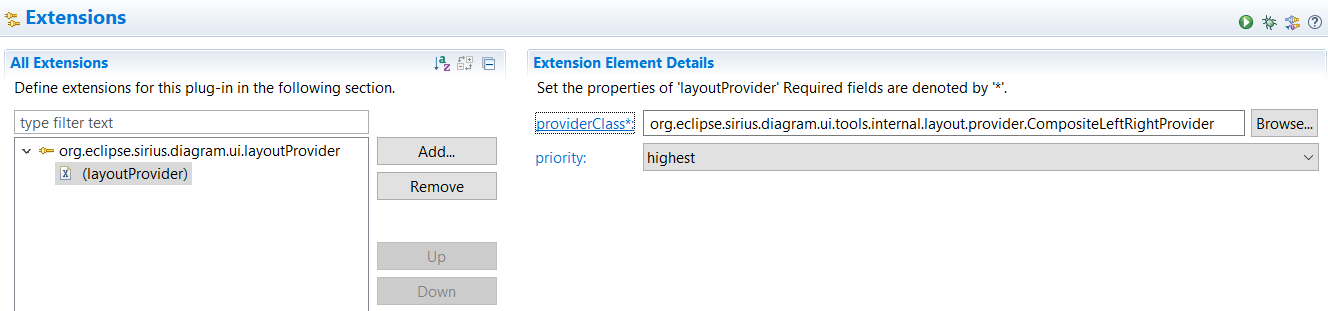 Extensions
All Extensions
Define extensions for this plug-in in the following section.
type filter text
org.eclipse.sirius.diagram.ui.layoutProvider
(layoutProvider)
Add...
Remove
Up
Down
Extension Element Details
Set the properties of 'layoutProvider' Required fields are denoted by '*'.
providerClass*: org.eclipse.sirius.diagram.ui.tools.internal.layout.provider.CompositeLeftRightProvider Browse...
priority: highest